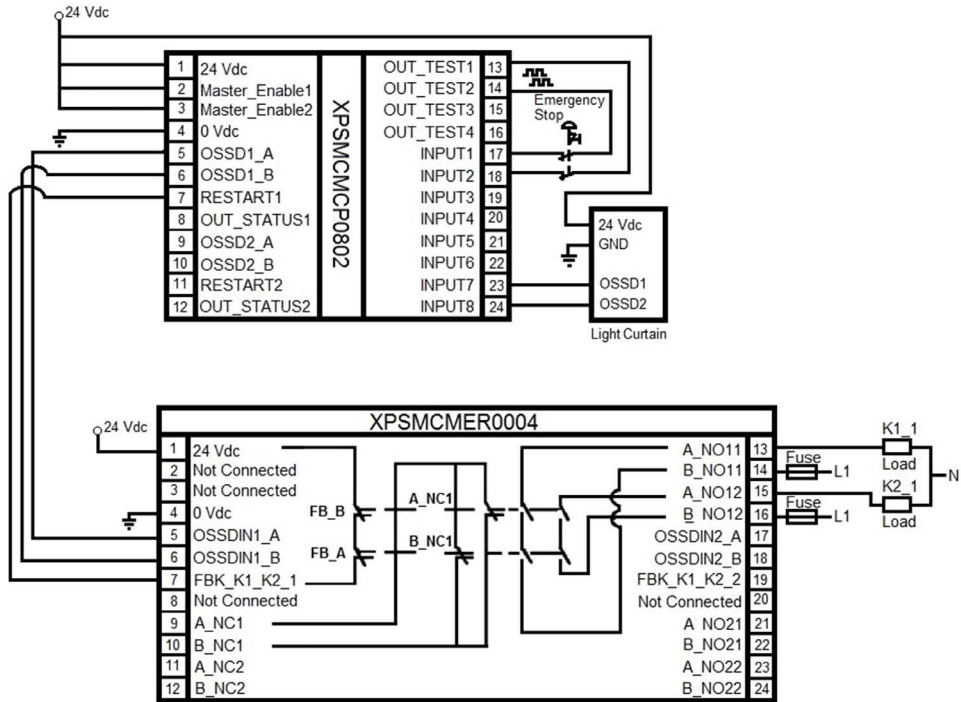 24 Vdc
1 24 Vdc
2 Master_Enable1
3 Master_Enable2
4 0 Vdc
5 OSSD1_A
6 OSSD1_B
7 RESTART1
8 OUT_STATUS1
9 OSSD2_A
10 OSSD2_B
11 RESTART2
12 OUT_STATUS2
XPSMCMCP0802
OUT_TEST1 13
OUT_TEST2 14
OUT_TEST3 15
OUT_TEST4 16
INPUT1 17
INPUT2 18
INPUT3 19
INPUT4 20
INPUT5 21
INPUT6 22
INPUT7 23
INPUT8 24
Emergency
Stop
24 Vdc
GND
OSSD1
OSSD2
Light Curtain
XPSMCMER0004
24 Vdc
1 24 Vdc
2 Not Connected
3 Not Connected
4 0 Vdc
5 OSSDIN1_A
6 OSSDIN1_B
7 FBK_K1_K2_1
8 Not Connected
9 A_NC1
10 B_NC1
11 A_NC2
12 B_NC2
FB_B
A_NC1
FB_A
B_NC1
A_NO11 13
B_NO11 14
A_NO12 15
B_NO12 16
OSSDIN2_A 17
OSSDIN2_B 18
FBK_K1_K2_2 19
Not Connected 20
A_NO21 21
B_NO21 22
A_NO22 23
B_NO22 24
K1_1
Load
Fuse
L1
K2_1
Load
Fuse
L1
N